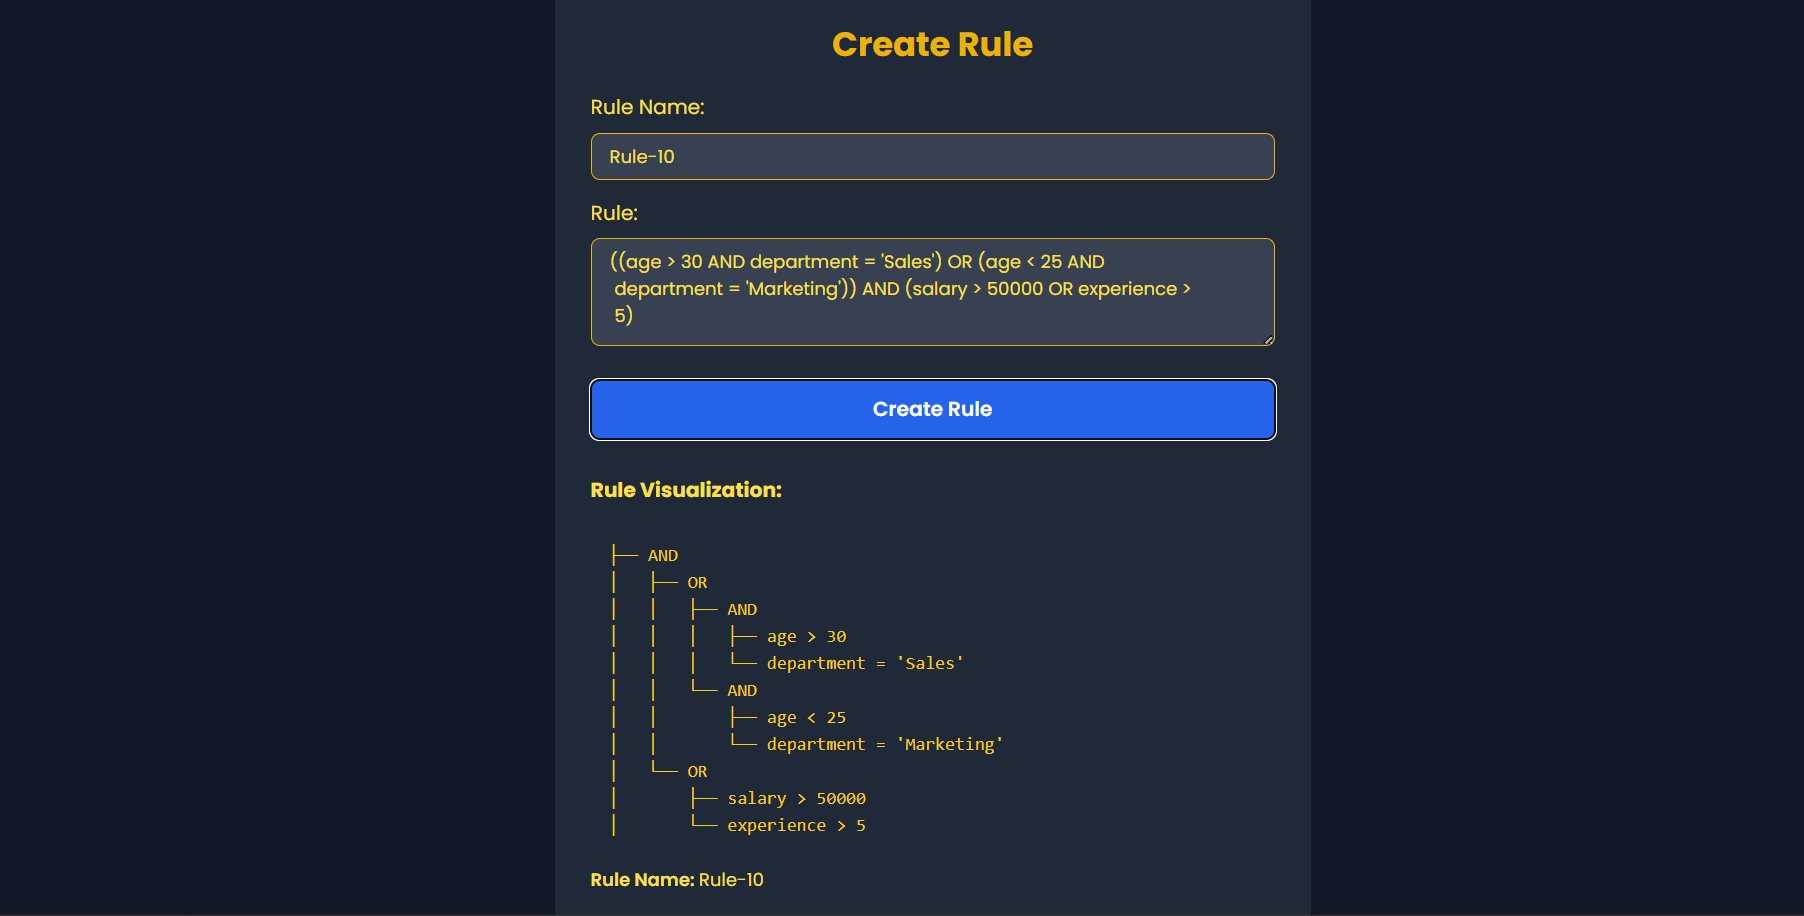 Create Rule
Rule Name:
Rule-10
Rule:
((age > 30 AND department = 'Sales') OR (age < 25 AND
department = 'Marketing')) AND (salary > 50000 OR experience >
5)
Create Rule
Rule Visualization:
├── AND
│   ├── OR
│   │   ├── AND
│   │   │   ├── age > 30
│   │   │   └── department = 'Sales'
│   │   └── AND
│   │       ├── age < 25
│   │       └── department = 'Marketing'
│   └── OR
│       ├── salary > 50000
│       └── experience > 5
Rule Name: Rule-10